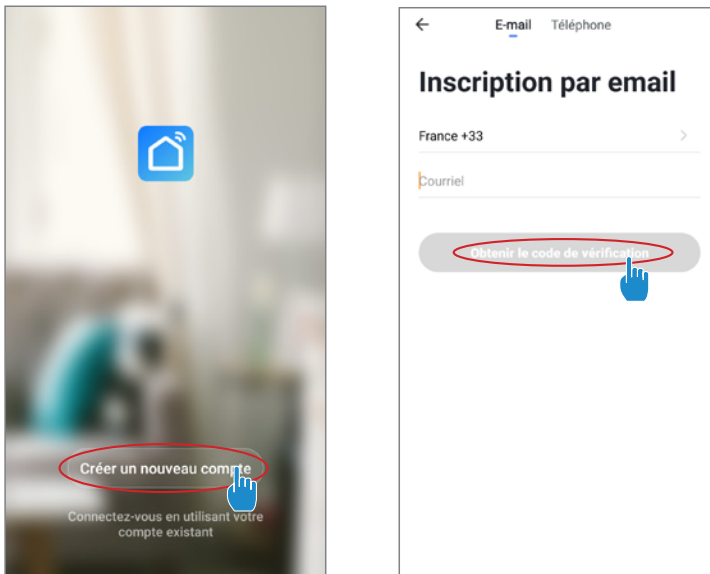 Créer un nouveau compte
Connectez-vous en utilisant votre
compte existant
E-mail Téléphone
Inscription par email
France +33
Courriel
Obtenir le code de vérification